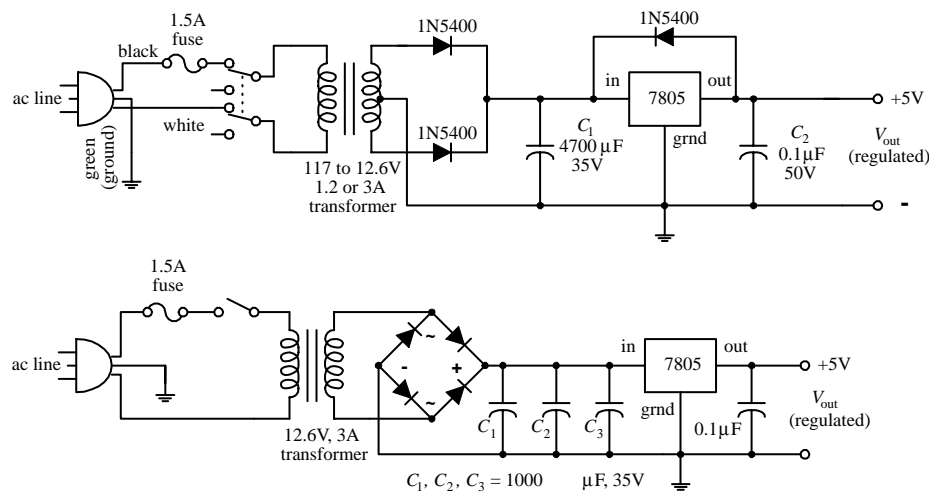 1.5A
fuse
black
ac line
white
green
(ground)
117 to 12.6V
1.2 or 3A
transformer
1N5400
1N5400
1N5400
in
7805
out
grnd
C1
4700 µF
35V
C2
0.1µF
50V
+5V
Vout
(regulated)
-
1.5A
fuse
ac line
12.6V, 3A
transformer
~
-
+
~
C1
C2
C3
C1, C2, C3 = 1000 µF, 35V
in
7805
out
grnd
0.1µF
+5V
Vout
(regulated)